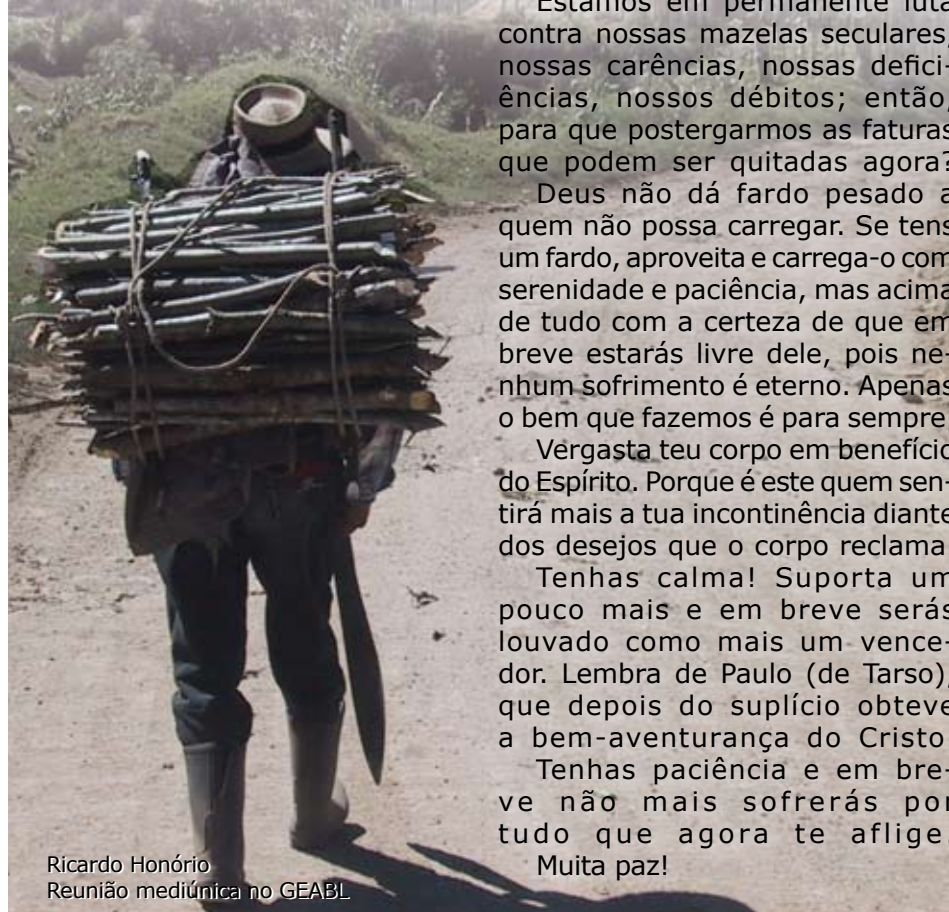 Estamos em permanente luta
contra nossas mazelas seculares,
nossas carências, nossas defici-
ências, nossos débitos; então,
para que postergarmos as faturas
que podem ser quitadas agora?
Deus não dá fardo pesado a
quem não possa carregar. Se tens
um fardo, aproveita e carrega-o com
serenidade e paciência, mas acima
de tudo com a certeza de que em
breve estarás livre dele, pois ne-
nhum sofrimento é eterno. Apenas
o bem que fazemos é para sempre.
Vergasta teu corpo em benefício
do Espírito. Porque é este quem sen-
tirá mais a tua incontinência diante
dos desejos que o corpo reclama.
Tenhas calma! Suporta um
pouco mais e em breve serás
louvado como mais um vence-
dor. Lembra de Paulo (de Tarso),
que depois do suplício obteve
a bem-aventurança do Cristo.
Tenhas paciência e em bre-
ve não mais sofrerás por
tudo que agora te aflige.
Muita paz!
Ricardo Honório
Reunião mediúnica no GEABL